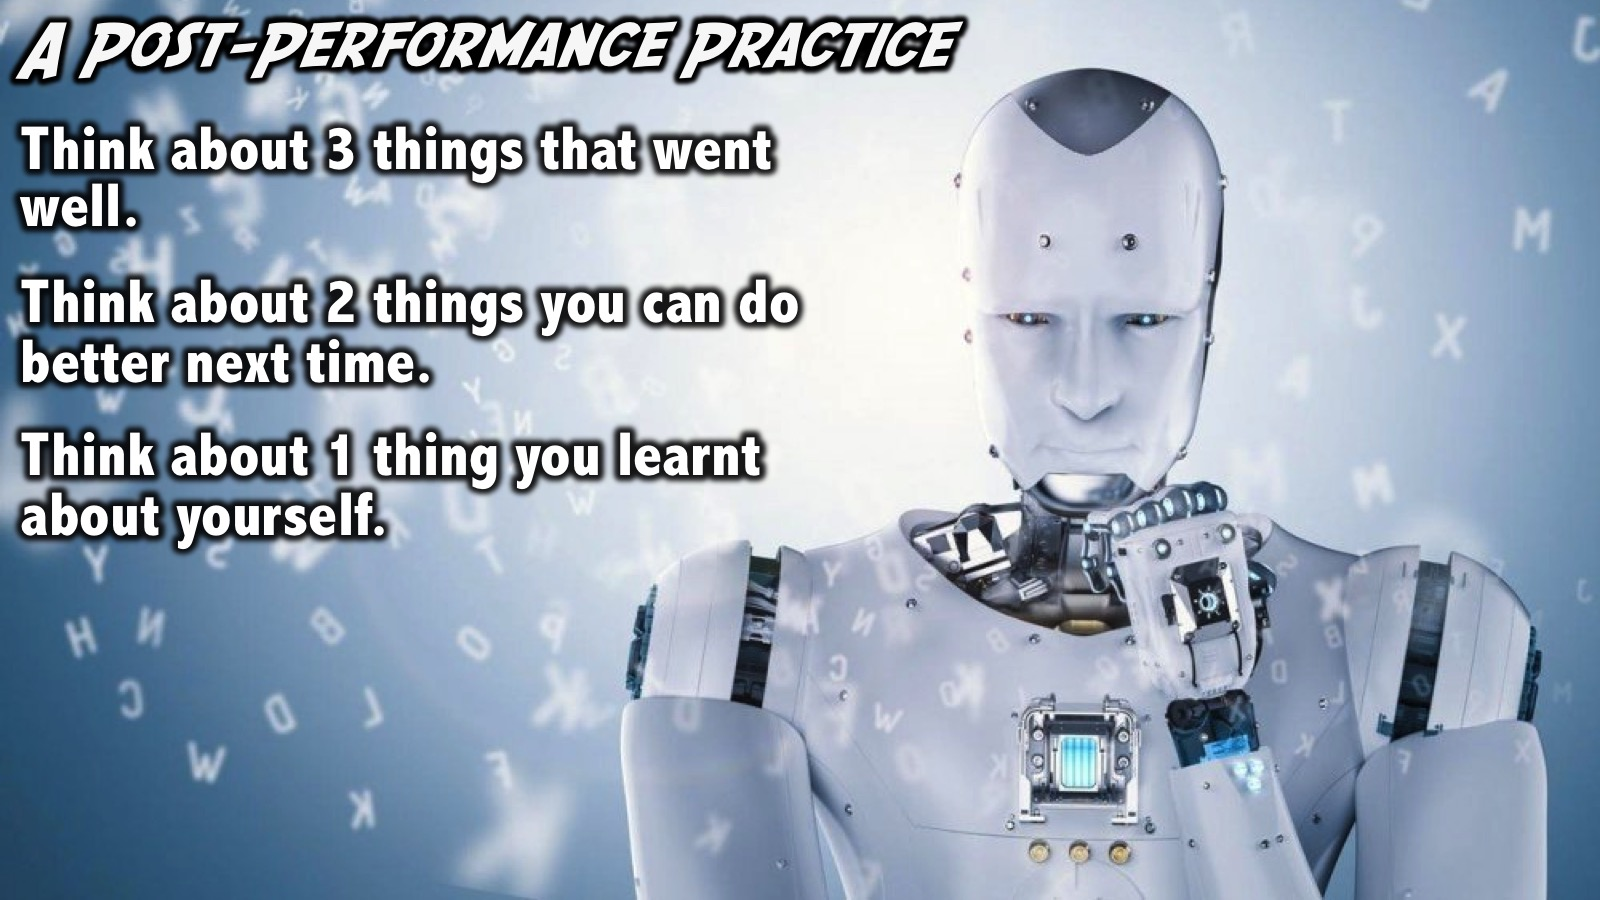 A Post-Performance Practice
Think about 3 things that went
well.
Think about 2 things you can do
better next time.
Think about 1 thing you learnt
about yourself.